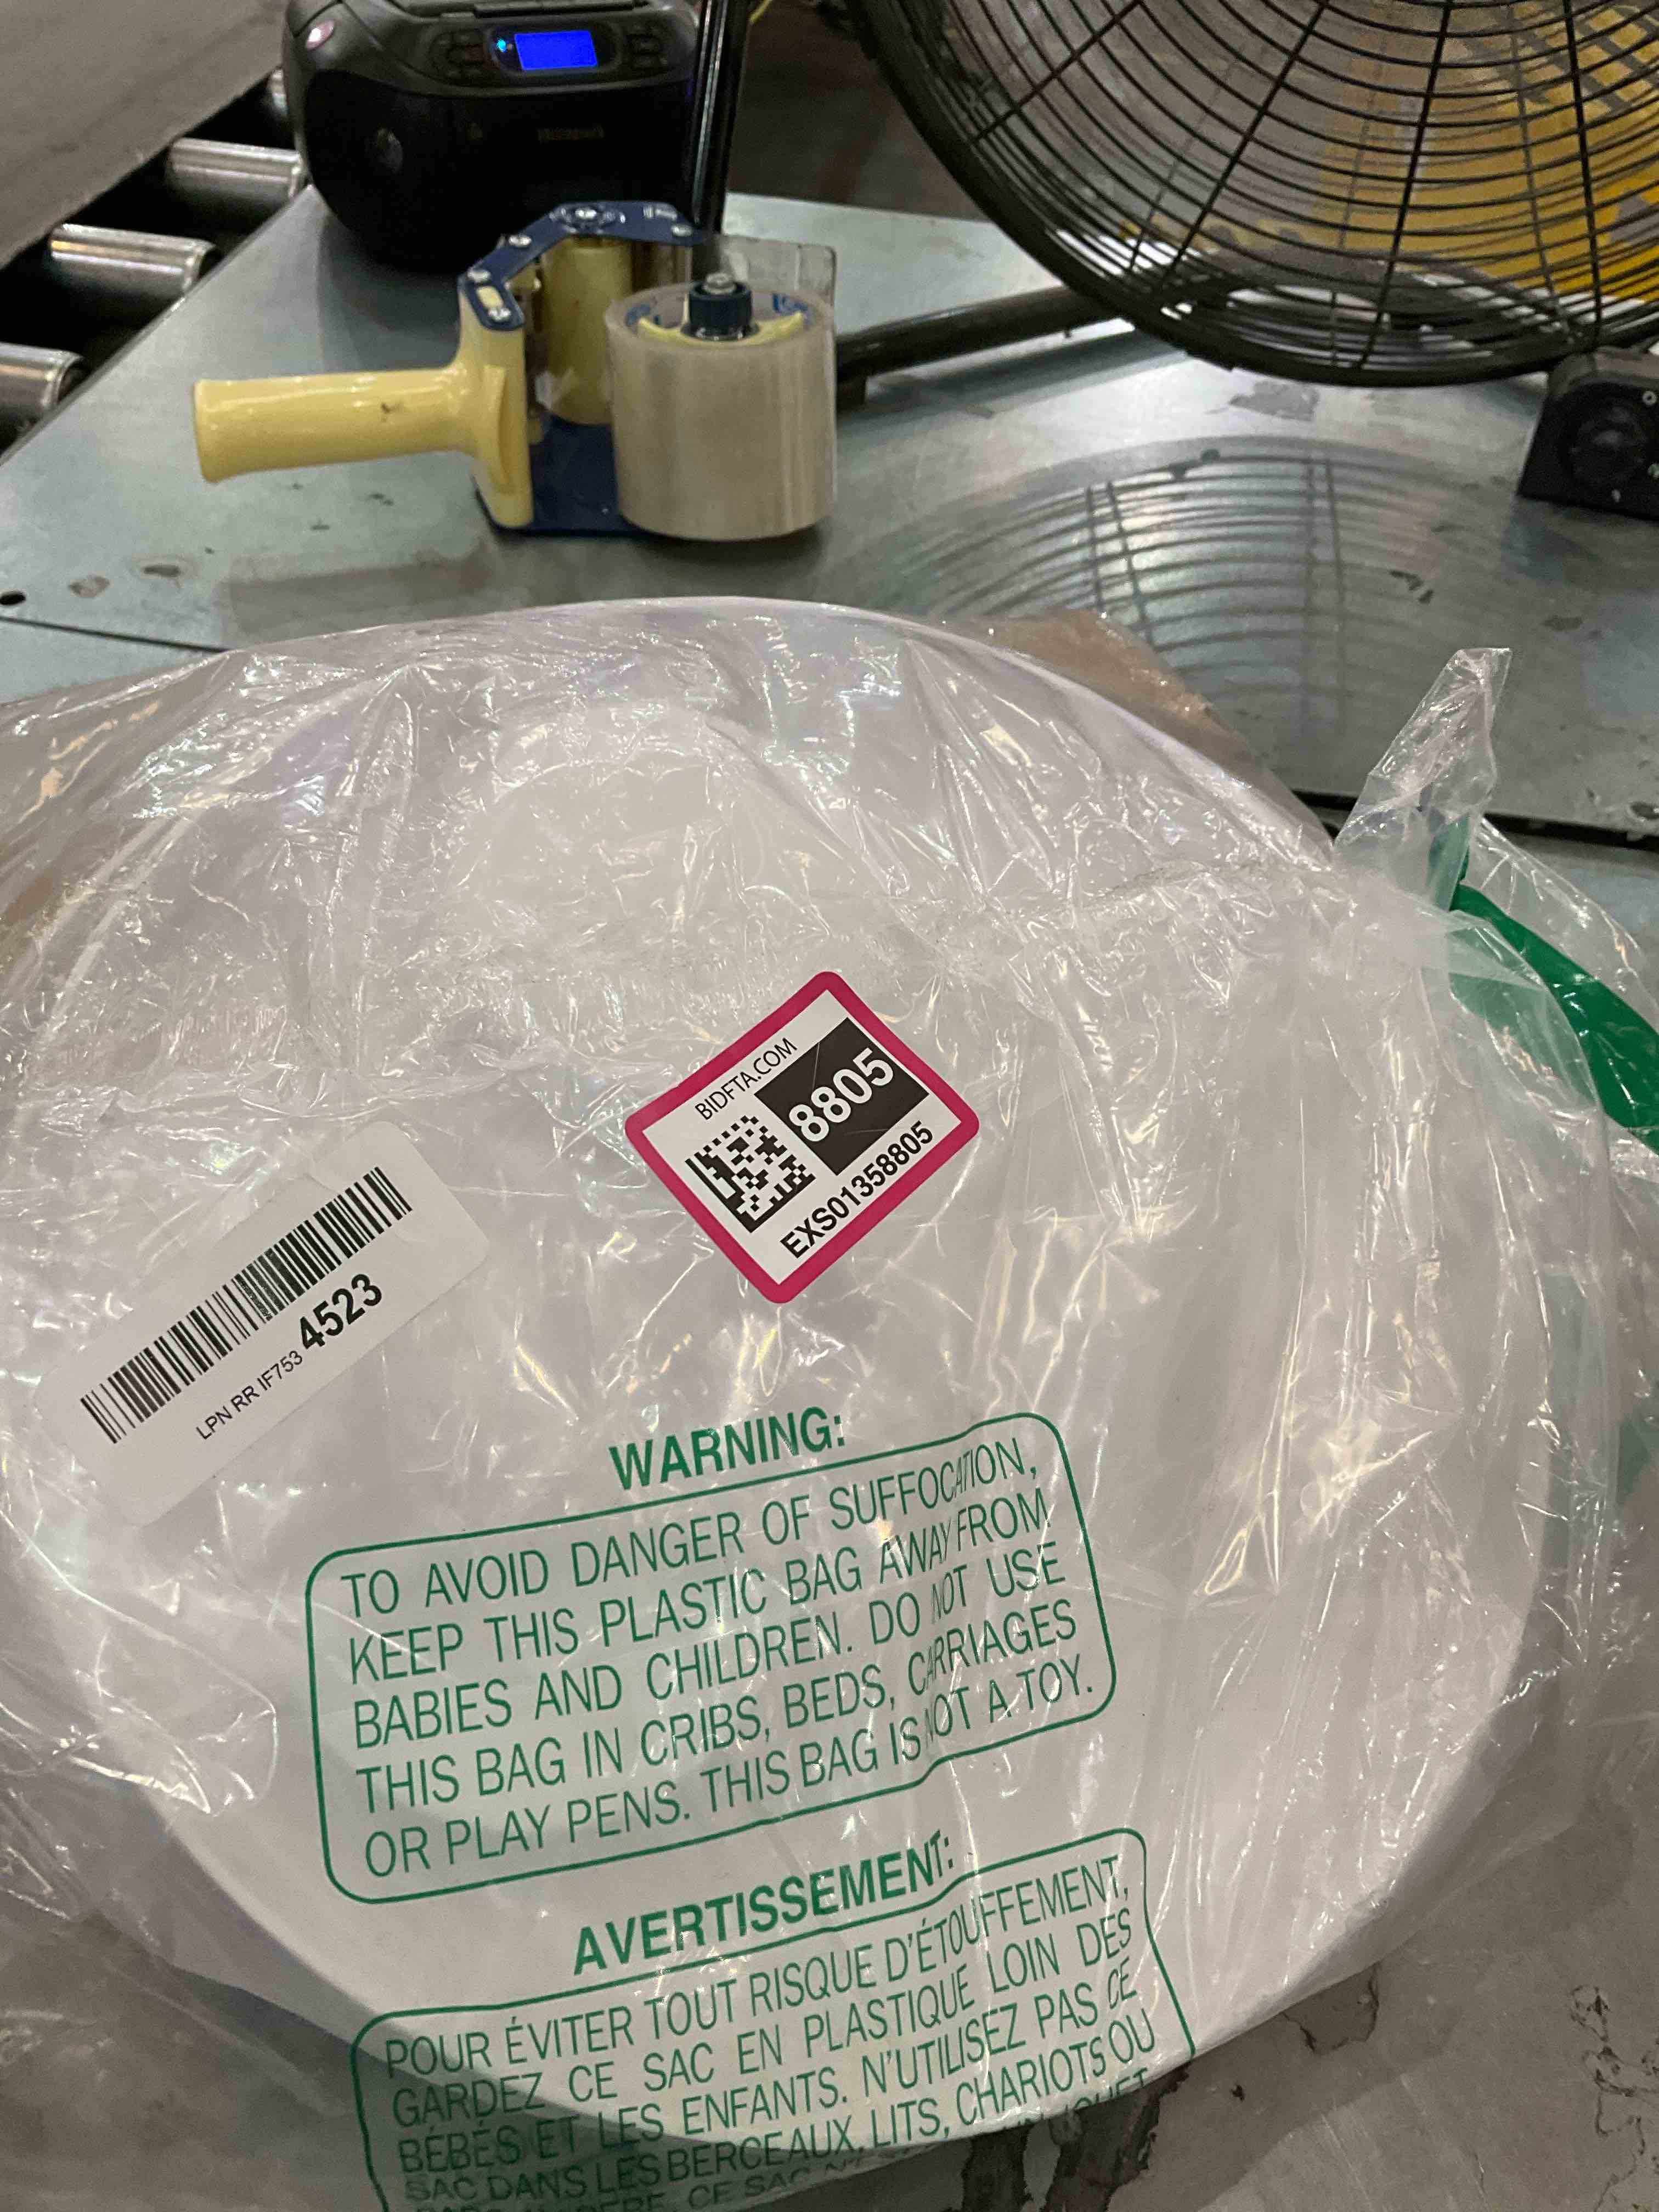 BIDFTA.COM
8805
EXS01358805
LPN RR IF753 4523
WARNING:
TO AVOID DANGER OF SUFFOCATION,
KEEP THIS PLASTIC BAG AWAY FROM
BABIES AND CHILDREN. DO NOT USE
THIS BAG IN CRIBS, BEDS, CARRIAGES
OR PLAY PENS. THIS BAG IS NOT A TOY.
AVERTISSEMENT:
POUR ÉVITER TOUT RISQUE D'ÉTOUFFEMENT,
GARDEZ CE SAC EN PLASTIQUE LOIN DES
BÉBÉS ET LES ENFANTS. N'UTILISEZ PAS CE
SAC DANS LES BERCEAUX, LITS, CHARIOTS OU
CE SAC